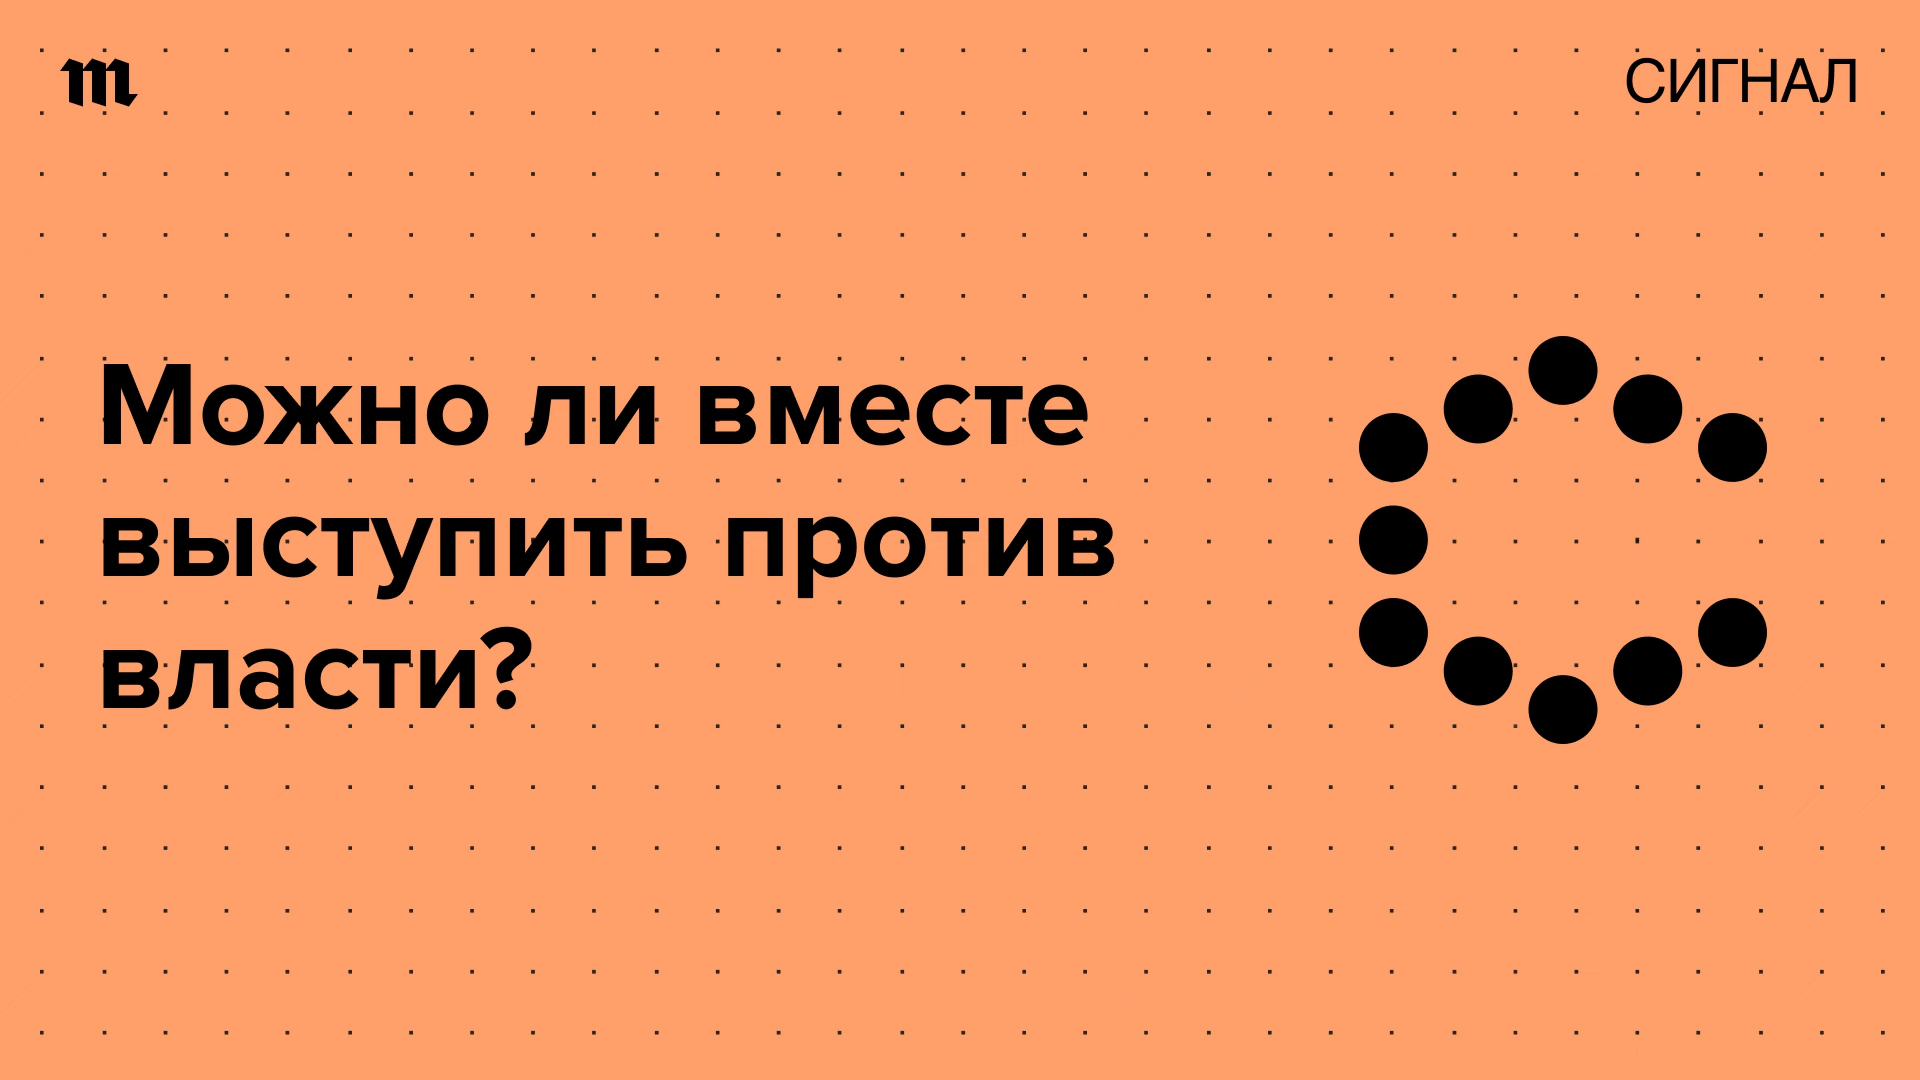 m
СИГНАЛ
Можно ли вместе
выступить против
власти?